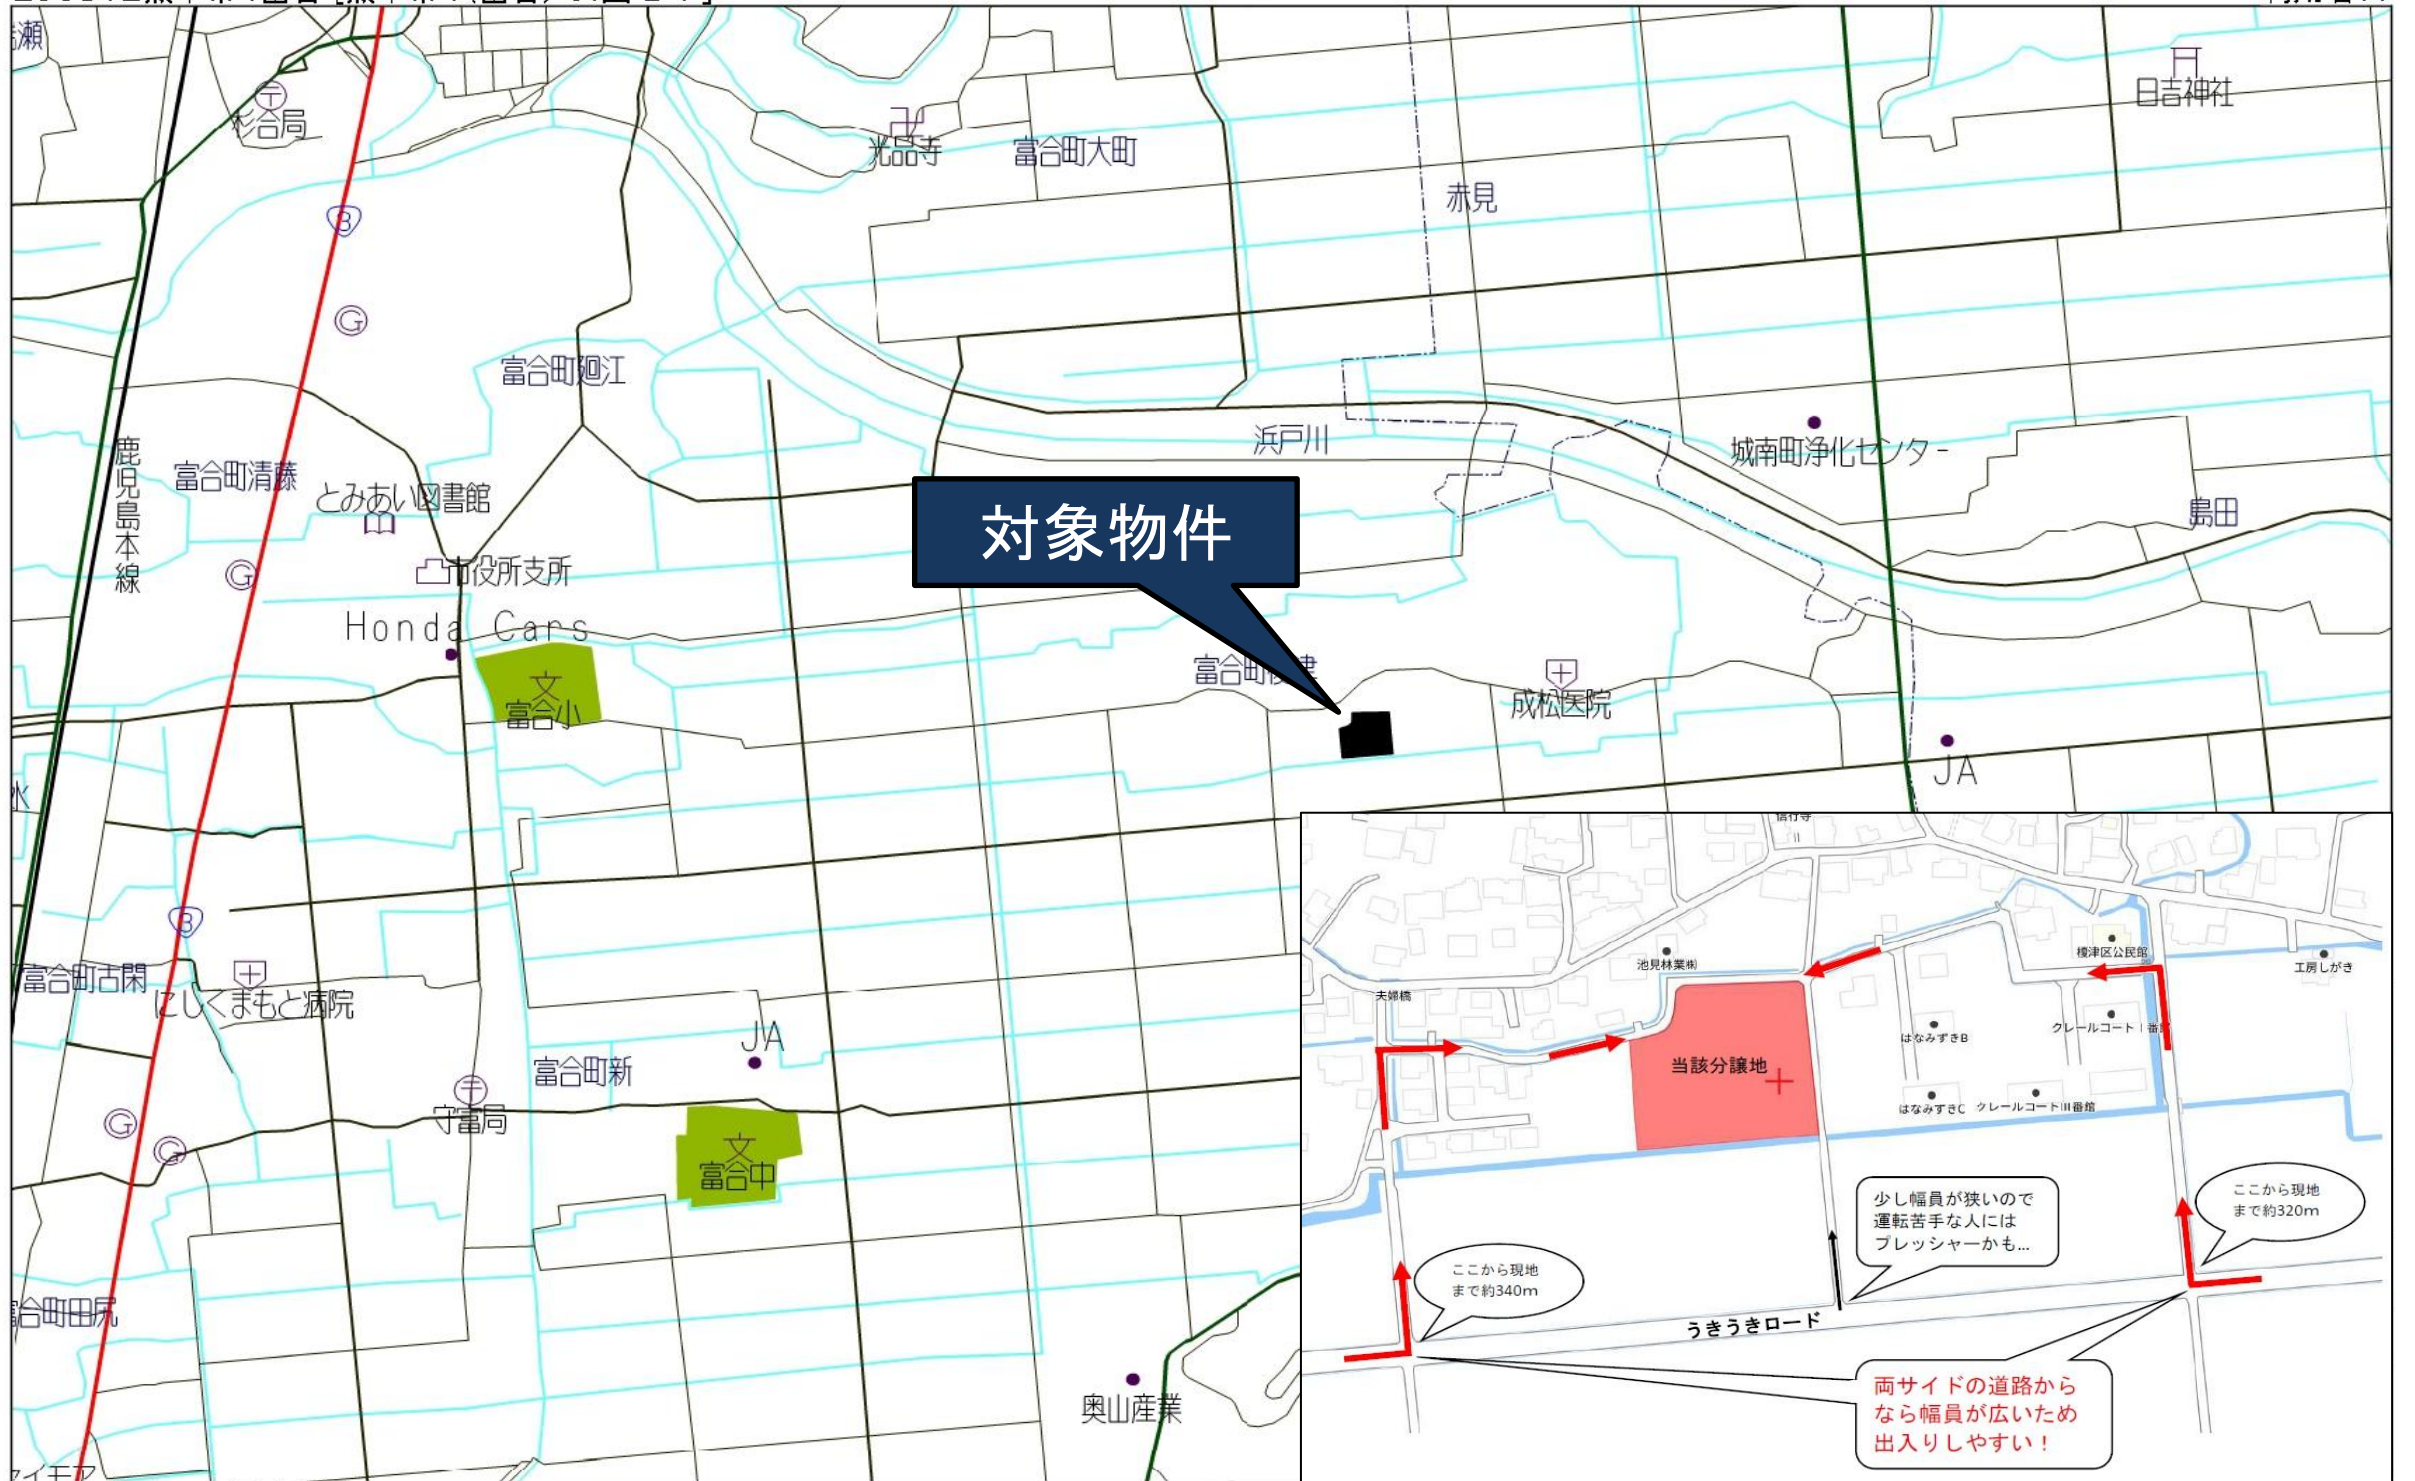 日吉神社
杉合局
光品寺
富合町大町
赤見
3
G
富合町廻江
浜戸川
城南町浄化センター
島田
鹿児島本線
富合町清藤
とみあい図書館
G
市役所支所
対象物件
Honda Cars
文
富合小
成松医院
JA
3
富合町古閑
にしくまもと病院
JA
富合町新
守富局
G
G
文
富合中
奥山産業
信行寺
池見林業㈱
夫婦橋
榎津区公民館
工房しがき
はなみずきB
当該分譲地
はなみずきC
クレールコートⅢ番館
少し幅員が狭いので
運転苦手な人には
プレッシャーかも…
ここから現地
まで約320m
ここから現地
まで約340m
うきうきロード
両サイドの道路から
なら幅員が広いため
出入りしやすい！